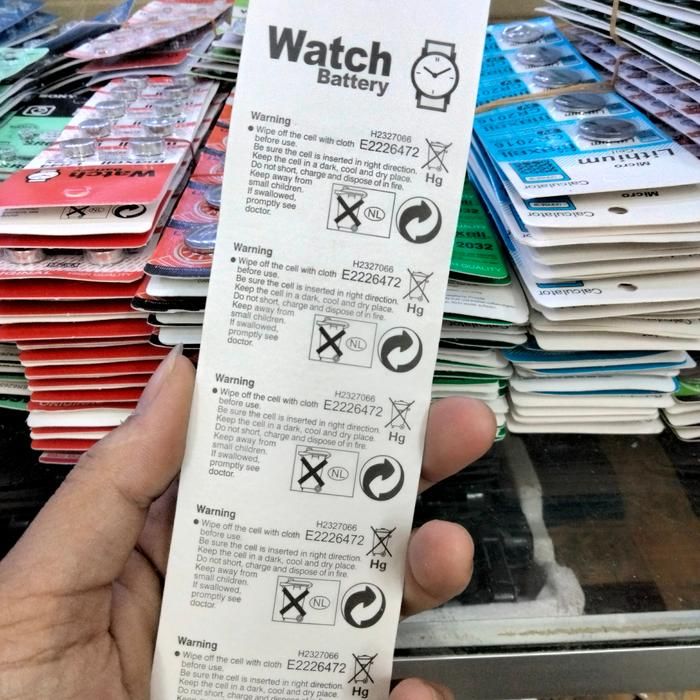 Watch
Battery
Warning
• Wipe off the cell with cloth
before use.
H2327066
E2226472
Be sure the cell is inserted in right direction.
Keep the cell in a dark, cool and dry place.
Do not short, charge and dispose of in fire.
Keep away from
small children.
If swallowed,
promptly see
doctor.
Hg
NL
Warning
• Wipe off the cell with cloth
before use.
H2327066
E2226472
Be sure the cell is inserted in right direction.
Keep the cell in a dark, cool and dry place.
Do not short, charge and dispose of in fire.
Keep away from
small children.
If swallowed,
promptly see
doctor.
Hg
NL
Warning
• Wipe off the cell with cloth
before use.
H2327066
E2226472
Be sure the cell is inserted in right direction.
Keep the cell in a dark, cool and dry place.
Do not short, charge and dispose of in fire.
Keep away from
small children.
If swallowed,
promptly see
doctor.
Hg
NL
Warning
• Wipe off the cell with cloth
before use.
H2327066
E2226472
Be sure the cell is inserted in right direction.
Keep the cell in a dark, cool and dry place.
Do not short, charge and dispose of in fire.
Keep away from
small children.
If swallowed,
promptly see
doctor.
Hg
NL
Warning
• Wipe off the cell with cloth
before use.
H2327066
E2226472
Be sure the cell is inserted in right direction.
Keep the cell in a dark, cool and dry place.
Hg
Watch
Micro
Lithium
Calculator
Micro
Calculator
Calculator
2032